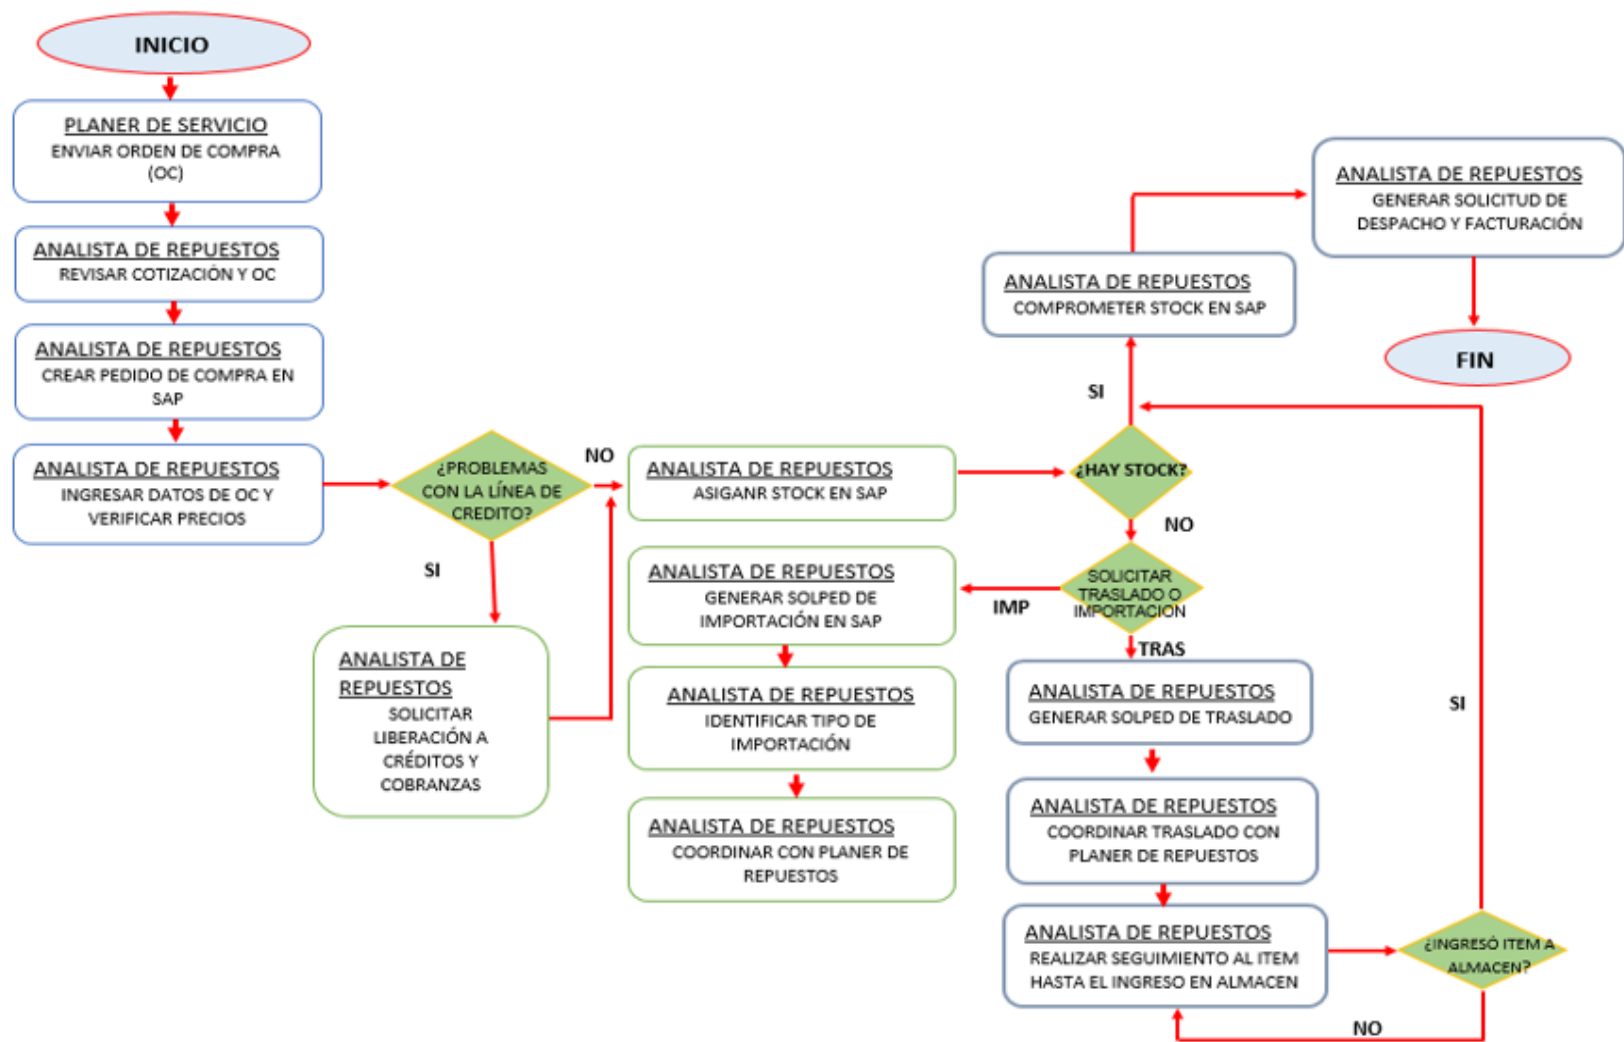 INICIO
PLANER DE SERVICIO
ENVIAR ORDEN DE COMPRA
(OC)
ANALISTA DE REPUESTOS
REVISAR COTIZACIÓN Y OC
ANALISTA DE REPUESTOS
CREAR PEDIDO DE COMPRA EN
SAP
ANALISTA DE REPUESTOS
INGRESAR DATOS DE OC Y
VERIFICAR PRECIOS
¿PROBLEMAS
CON LA LÍNEA DE
CREDITO?
NO
SI
ANALISTA DE
REPUESTOS
SOLICITAR
LIBERACIÓN A
CRÉDITOS Y
COBRANZAS
ANALISTA DE REPUESTOS
ASIGANR STOCK EN SAP
¿HAY STOCK?
SI
NO
ANALISTA DE REPUESTOS
COMPROMETER STOCK EN SAP
ANALISTA DE REPUESTOS
GENERAR SOLICITUD DE
DESPACHO Y FACTURACIÓN
FIN
SOLICITAR
TRASLADO O
IMPORTACION
IMP
TRAS
ANALISTA DE REPUESTOS
GENERAR SOLPED DE
IMPORTACIÓN EN SAP
ANALISTA DE REPUESTOS
IDENTIFICAR TIPO DE
IMPORTACIÓN
ANALISTA DE REPUESTOS
COORDINAR CON PLANER DE
REPUESTOS
ANALISTA DE REPUESTOS
GENERAR SOLPED DE TRASLADO
ANALISTA DE REPUESTOS
COORDINAR TRASLADO CON
PLANER DE REPUESTOS
ANALISTA DE REPUESTOS
REALIZAR SEGUIMIENTO AL ITEM
HASTA EL INGRESO EN ALMACEN
¿INGRESÓ ITEM A
ALMACEN?
SI
NO